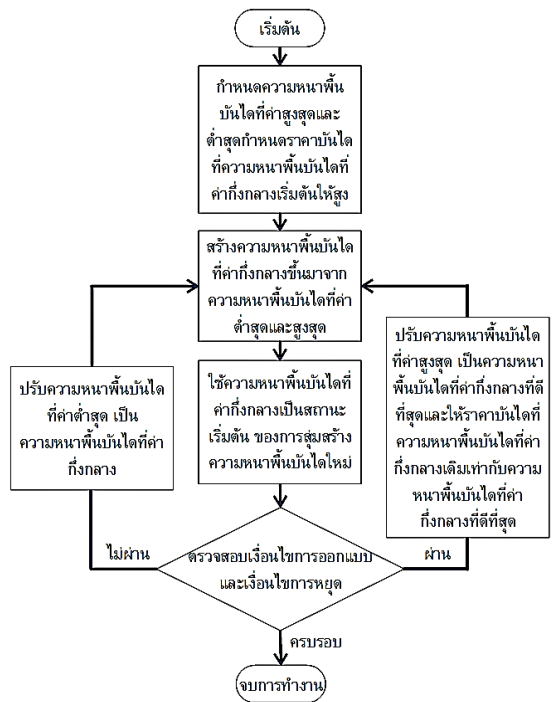 เริ่มต้น
กำหนดความหนาพื้น
บันไดที่ค่าสูงสุดและ
ต่ำสุดกำหนดราคาบันได
ที่ความหนาพื้นบันไดที่
ค่ากึ่งกลางเริ่มต้นให้สูง
สร้างความหนาพื้นบันได
ที่ค่ากึ่งกลางขึ้นมาจาก
ความหนาพื้นบันไดที่ค่า
ต่ำสุดและสูงสุด
ปรับความหนาพื้นบันได
ที่ค่าต่ำสุด เป็น
ความหนาพื้นบันไดที่ค่า
กึ่งกลาง
ใช้ความหนาพื้นบันไดที่
ค่ากึ่งกลางเป็นสถานะ
เริ่มต้น ของการสุ่มสร้าง
ความหนาพื้นบันไดใหม่
ปรับความหนาพื้นบันได
ที่ค่าสูงสุด เป็นความหนา
พื้นบันไดที่ค่ากึ่งกลางที่ดี
ที่สุดและให้ราคาบันไดที่
ความหนาพื้นบันไดที่ค่า
กึ่งกลางเดิมเท่ากับความ
หนาพื้นบันไดที่ค่า
กึ่งกลางที่ดีที่สุด
ไม่ผ่าน
ตรวจสอบเงื่อนไขการออกแบบ
และเงื่อนไขการหยุด
ผ่าน
ครบรอบ
จบการทำงาน